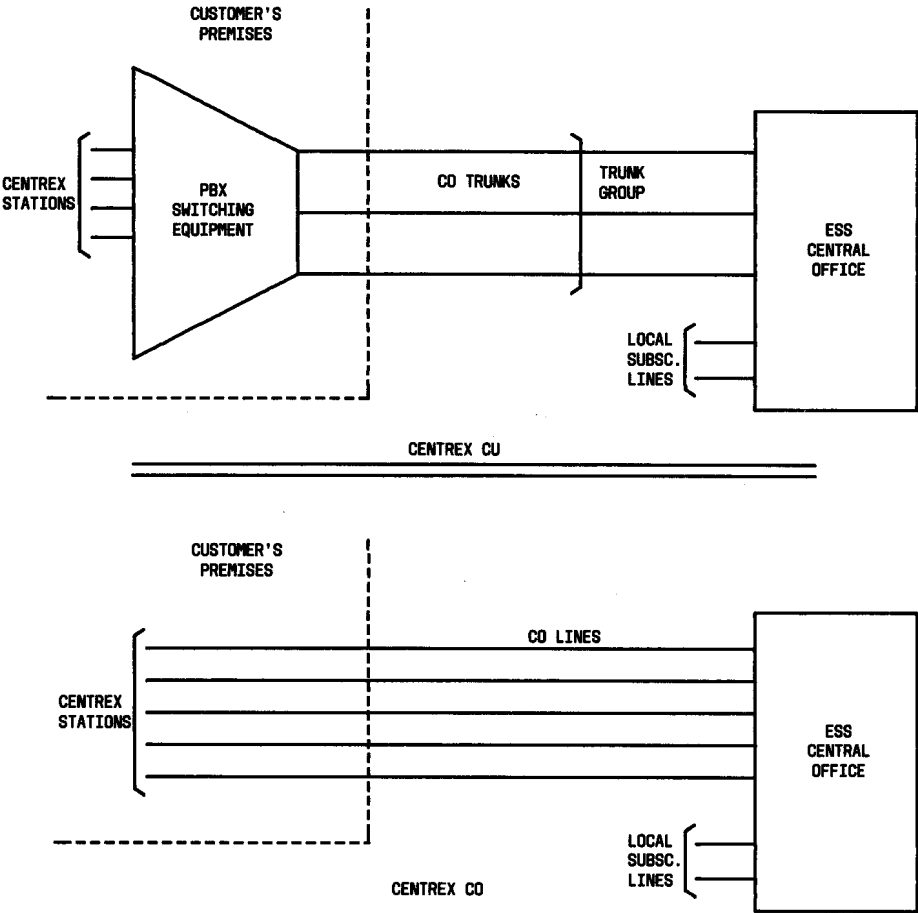 CUSTOMER'S
PREMISES
CENTREX
STATIONS
PBX
SWITCHING
EQUIPMENT
CO TRUNKS
TRUNK
GROUP
ESS
CENTRAL
OFFICE
LOCAL
SUBSC.
LINES
CENTREX CU
CUSTOMER'S
PREMISES
CO LINES
CENTREX
STATIONS
ESS
CENTRAL
OFFICE
LOCAL
SUBSC.
LINES
CENTREX CO